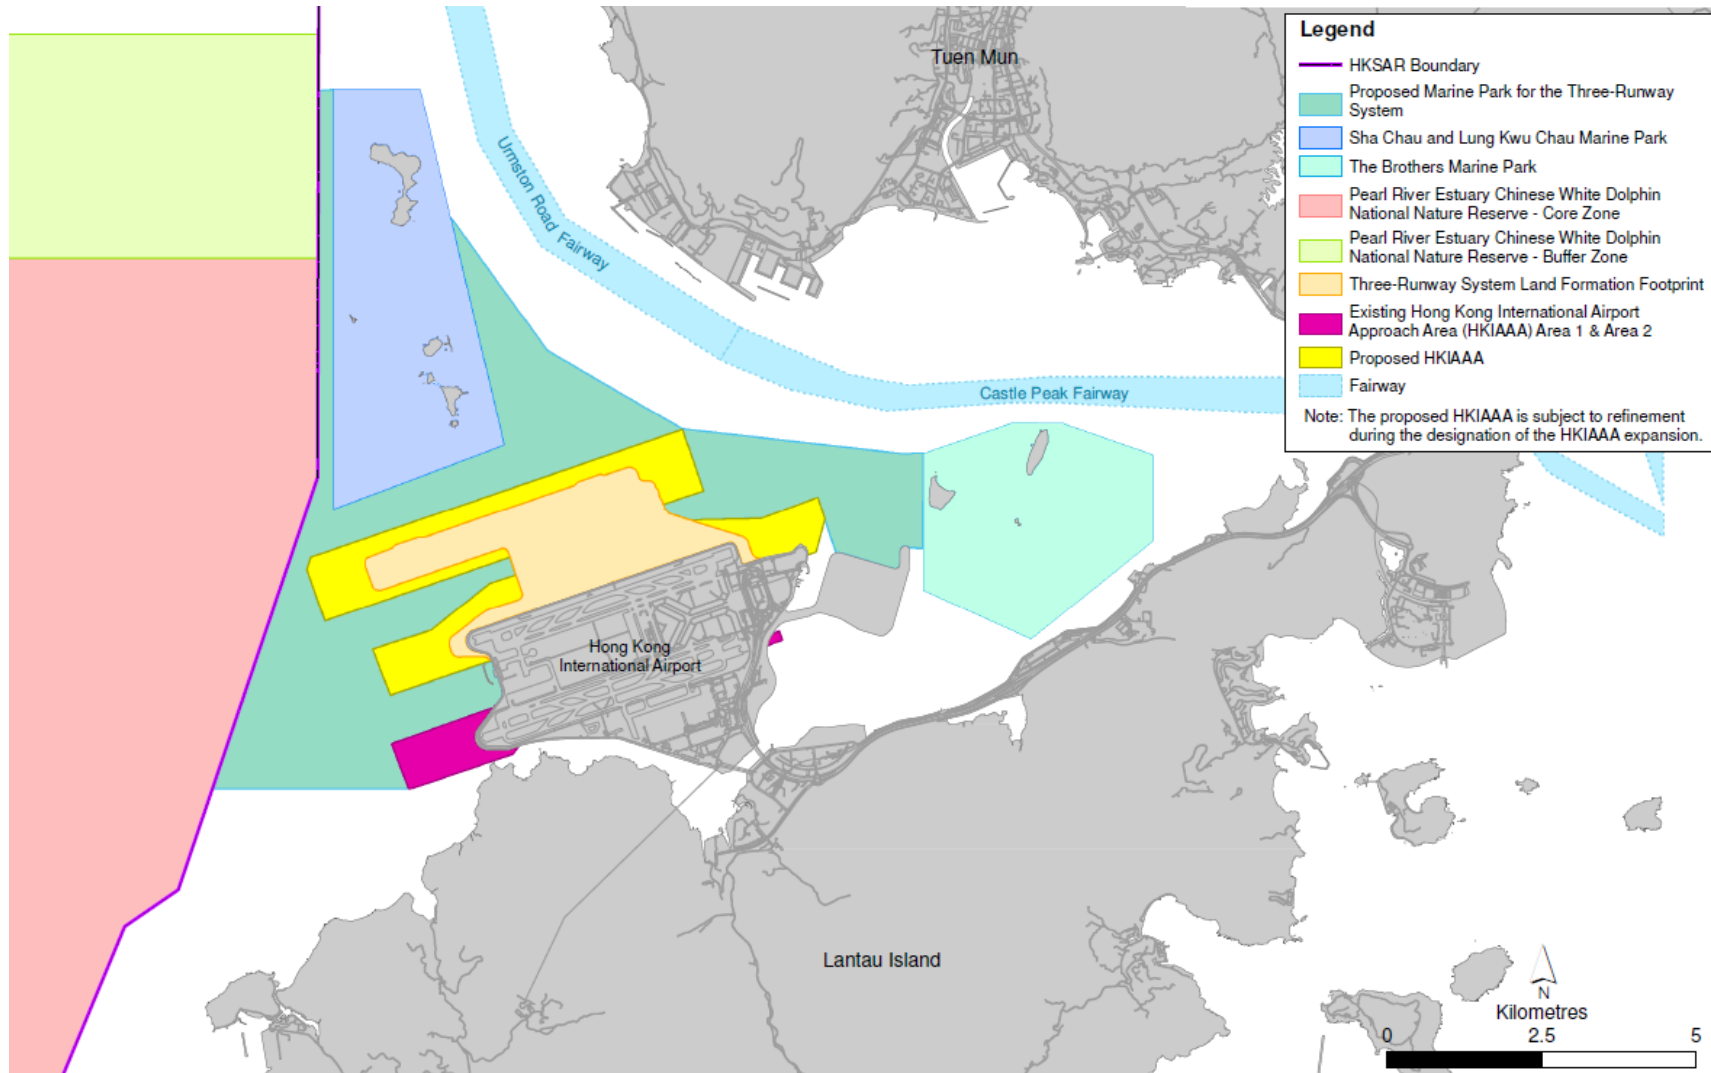 Tuen Mun
Urmston Road Fairway
Castle Peak Fairway
Hong Kong
International Airport
Lantau Island
Legend
HKSAR Boundary
Proposed Marine Park for the Three-Runway
System
Sha Chau and Lung Kwu Chau Marine Park
The Brothers Marine Park
Pearl River Estuary Chinese White Dolphin
National Nature Reserve - Core Zone
Pearl River Estuary Chinese White Dolphin
National Nature Reserve - Buffer Zone
Three-Runway System Land Formation Footprint
Existing Hong Kong International Airport
Approach Area (HKIAAA) Area 1 & Area 2
Proposed HKIAAA
Fairway
Note: The proposed HKIAAA is subject to refinement
during the designation of the HKIAAA expansion.
N
Kilometres
0 2.5 5